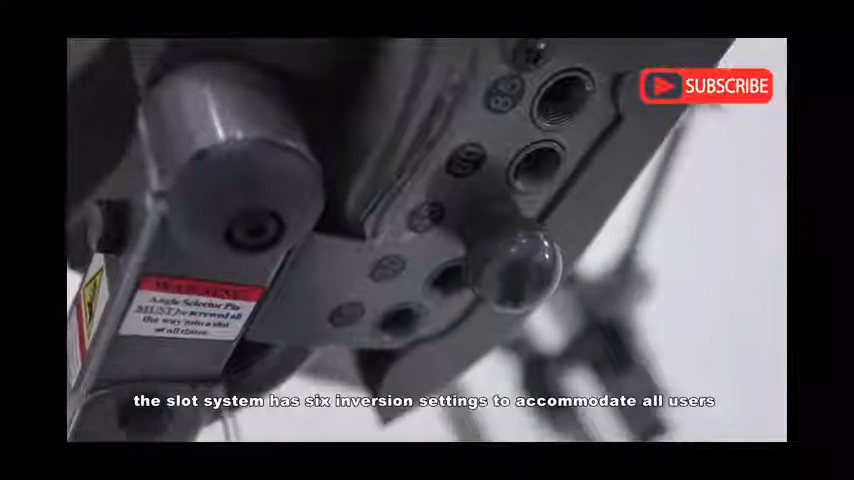 SUBSCRIBE
WARNING
Angle Selector Pin
MUST be screwed all
the way into a slot
at all times.
the slot system has six inversion settings to accommodate all users